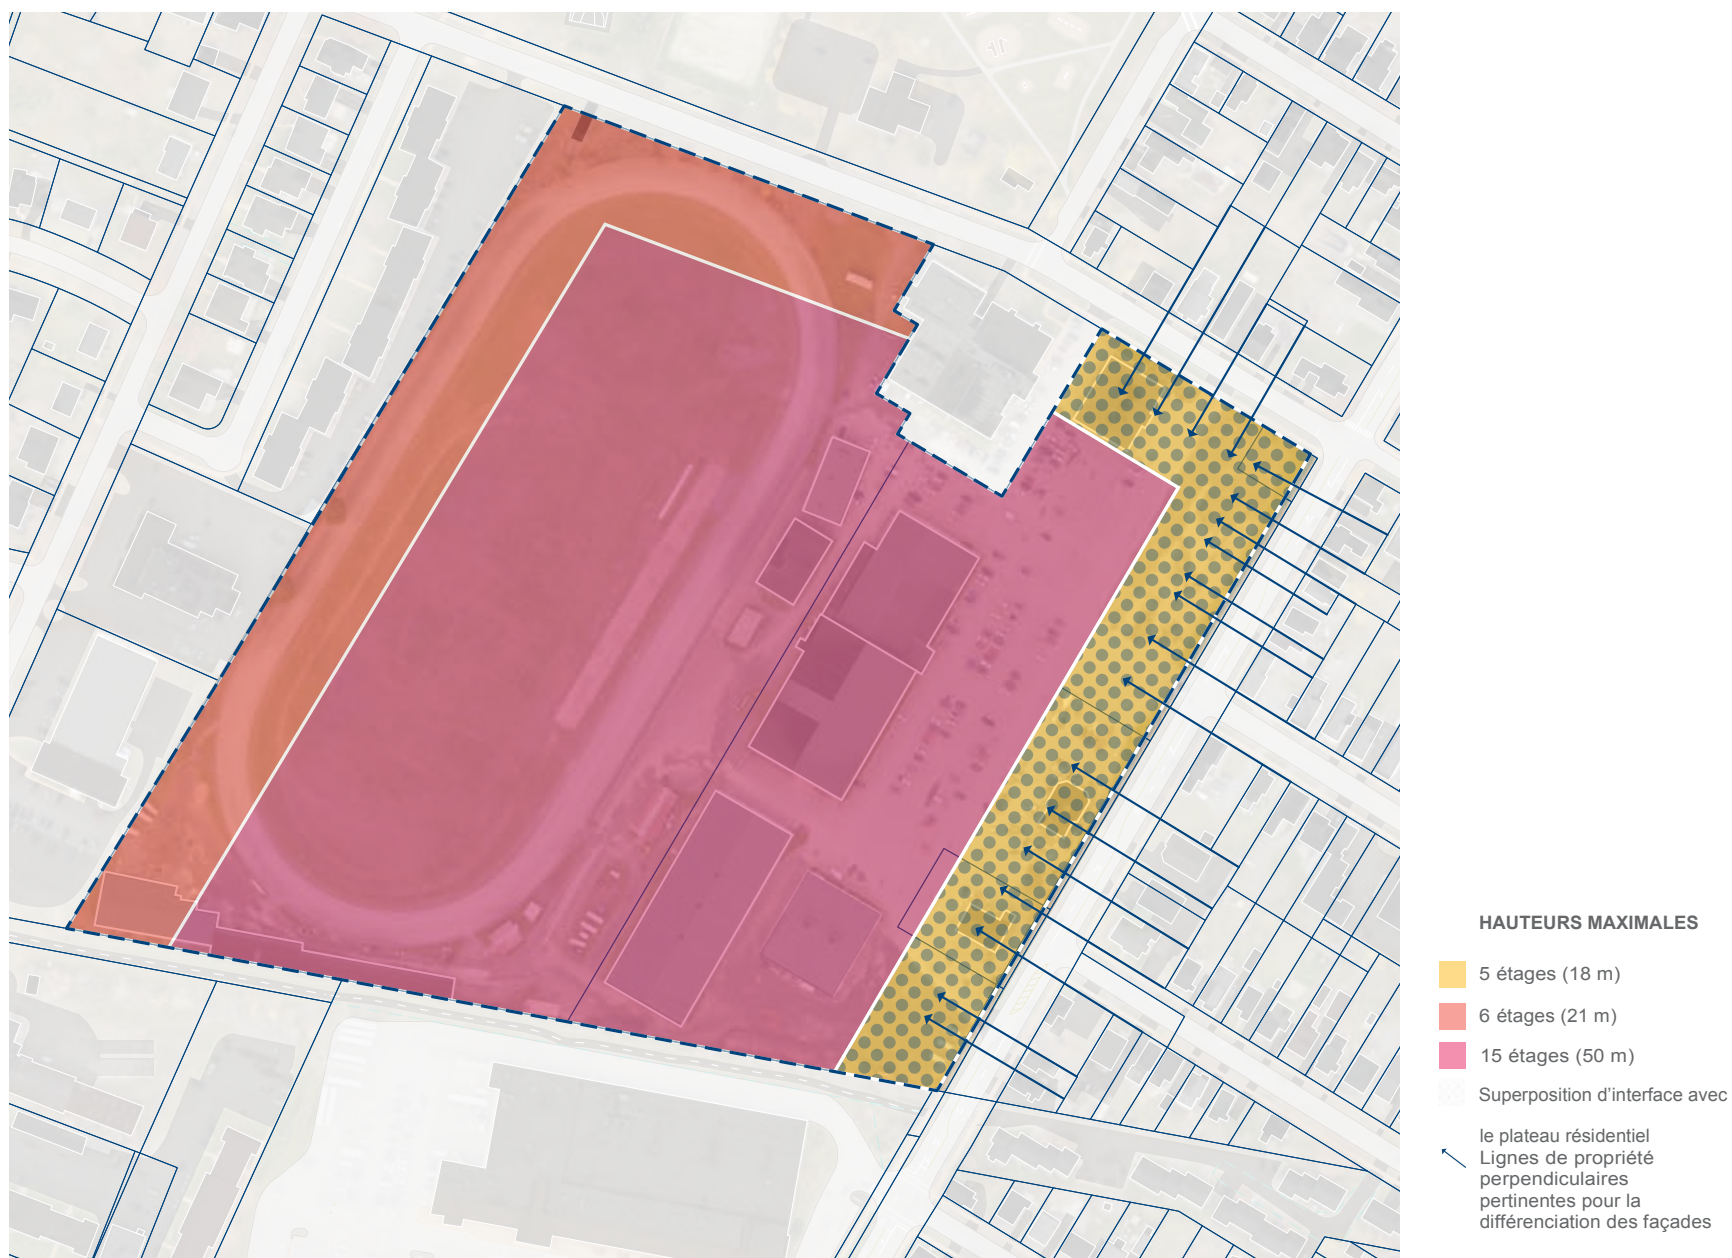 HAUTEURS MAXIMALES
5 étages (18 m)
6 étages (21 m)
15 étages (50 m)
Superposition d'interface avec
le plateau résidentiel
Lignes de propriété
perpendiculaires
pertinentes pour la
différenciation des façades